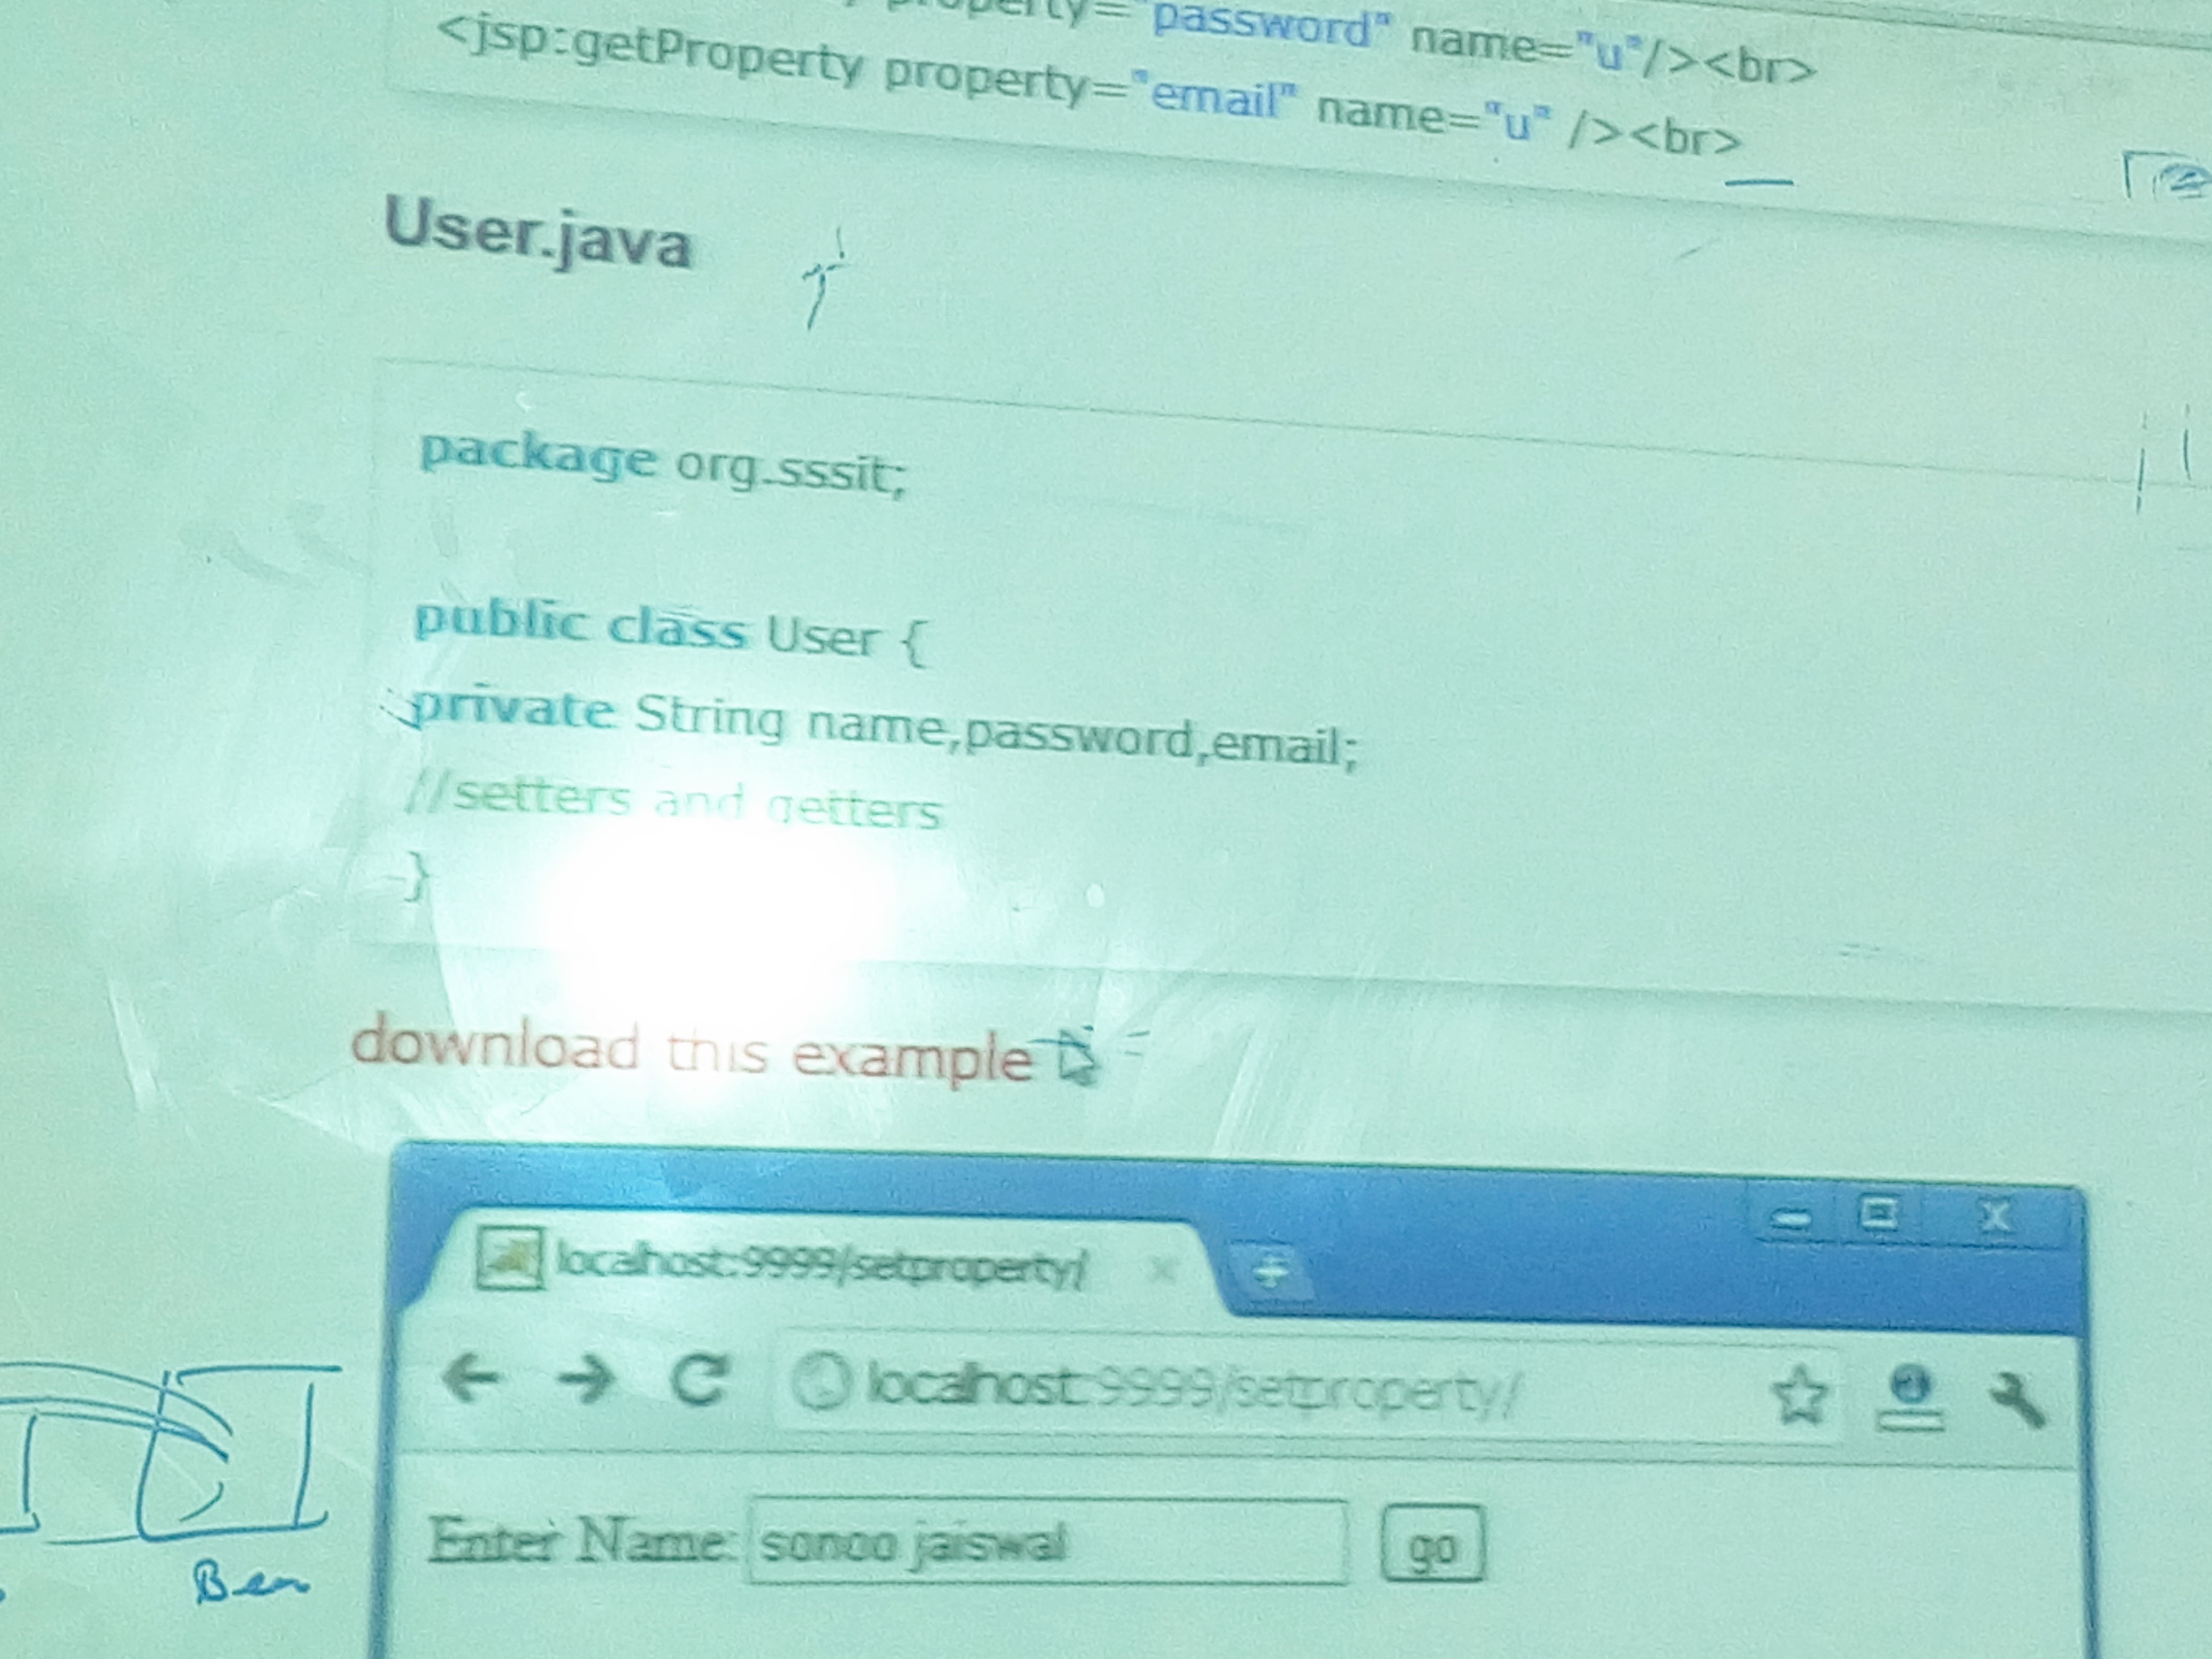 property="password" name="u"/><br>
<jsp:getProperty property="email" name="u" /><br>
User.java
package org.sssit;
public class User {
private String name,password,email;
//setters and getters
}
download this example
localhost:9999/setproperty/
localhost:9999/setproperty/
Enter Name: sonoo jaiswal go